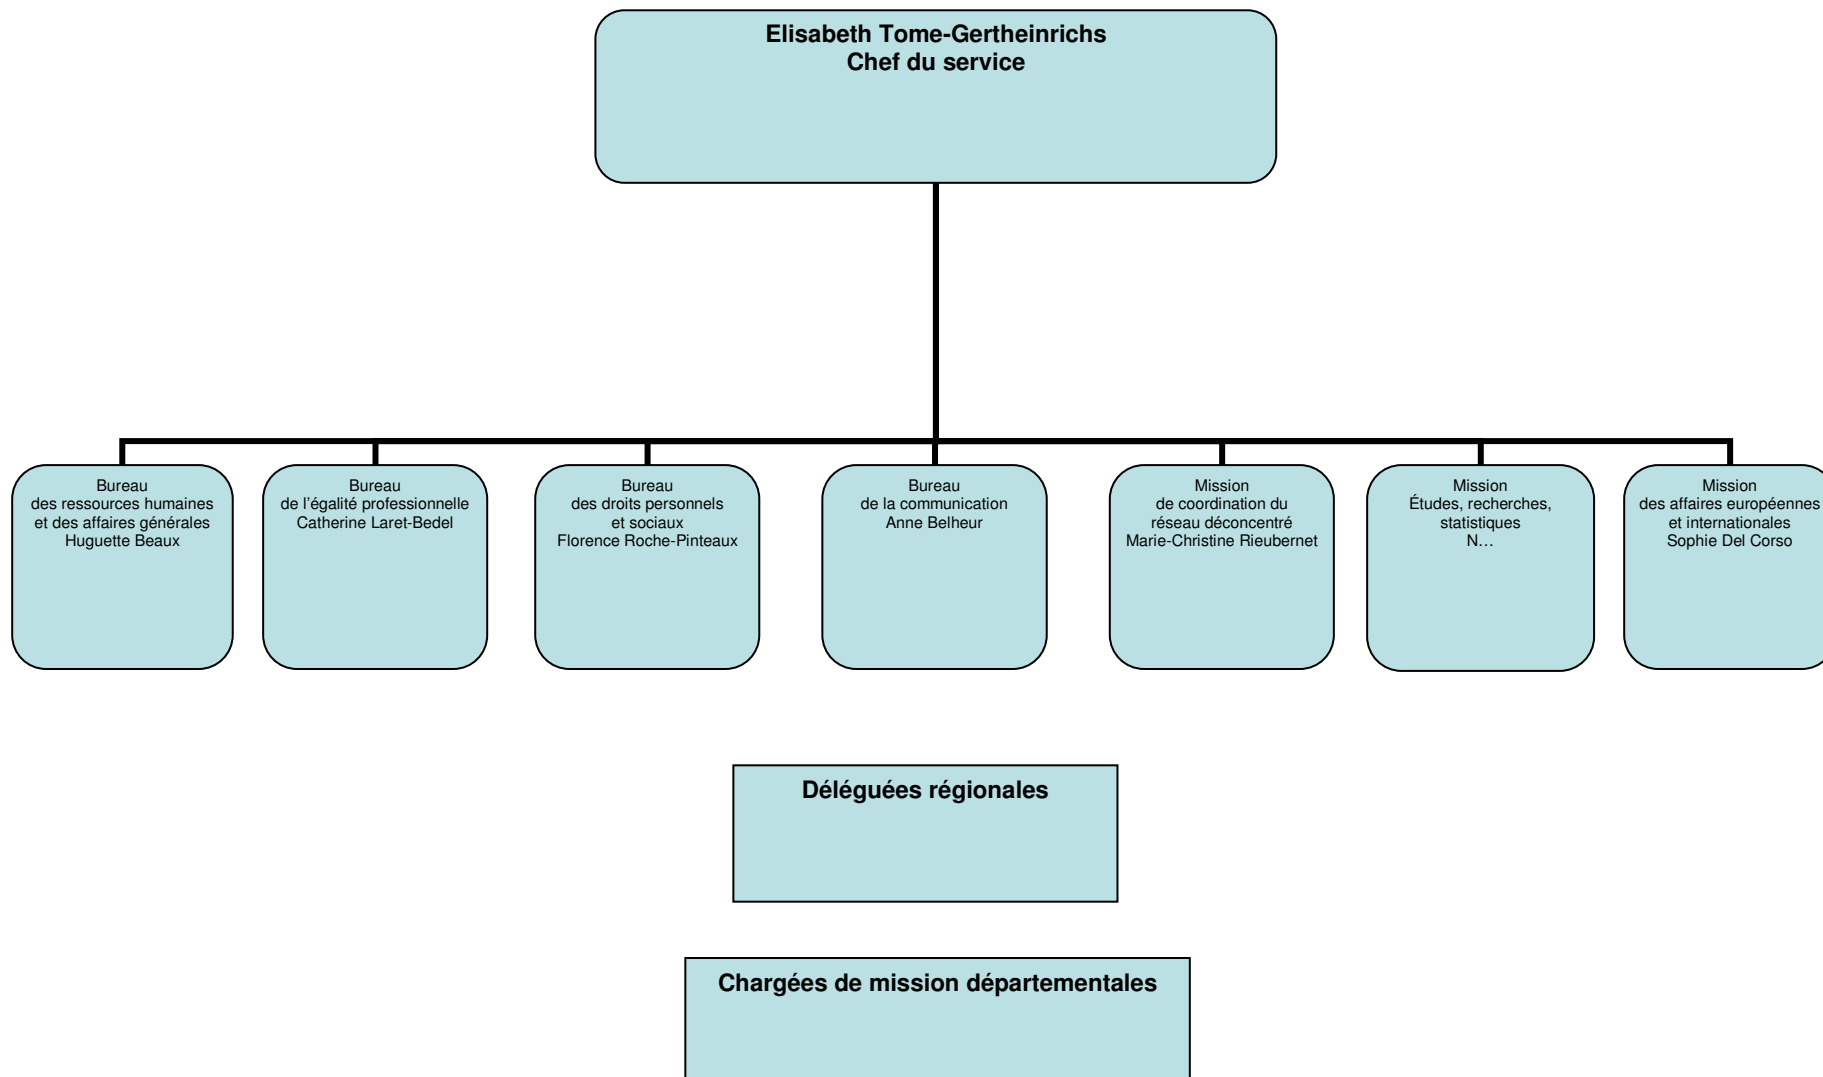 Elisabeth Tome-Gertheinrichs
Chef du service
Bureau
des ressources humaines
et des affaires générales
Huguette Beaux
Bureau
de l'égalité professionnelle
Catherine Laret-Bedel
Bureau
des droits personnels
et sociaux
Florence Roche-Pinteaux
Bureau
de la communication
Anne Belheur
Mission
de coordination du
réseau déconcentré
Marie-Christine Rieubernet
Mission
Études, recherches,
statistiques
N…
Mission
des affaires européennes
et internationales
Sophie Del Corso
Déléguées régionales
Chargées de mission départementales